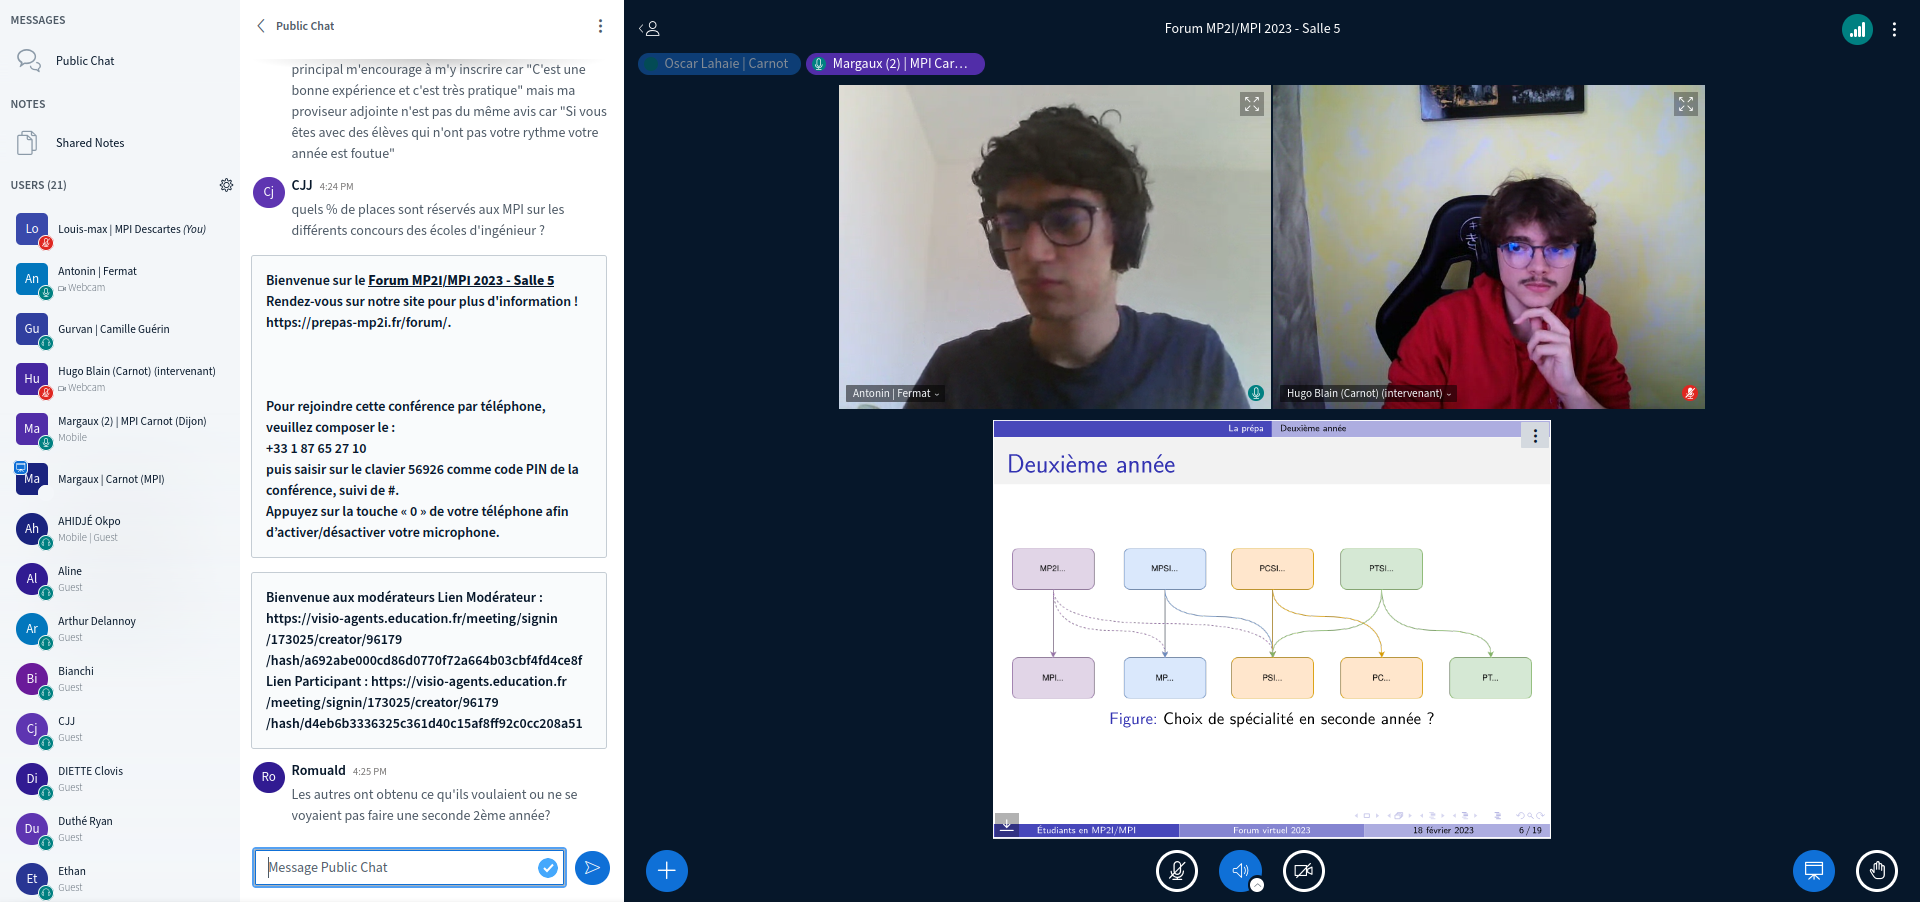 MESSAGES
Public Chat
NOTES
Shared Notes
USERS (21)
Lo
Louis-max | MPI Descartes (You)
An
Antonin | Fermat
Webcam
Gu
Gurvan | Camille Guérin
Hu
Hugo Blain (Carnot) (intervenant)
Webcam
Ma
Margaux (2) | MPI Carnot (Dijon)
Mobile
Ma
Margaux | Carnot (MPI)
Ah
AHIDJÉ Okpo
Mobile | Guest
Al
Aline
Guest
Ar
Arthur Delannoy
Guest
Bi
Bianchi
Guest
Cj
CJJ
Guest
Di
DIETTE Clovis
Guest
Du
Duthé Ryan
Guest
Et
Ethan
Guest
Public Chat
principal m'encourage à m'y inscrire car "C'est une
bonne expérience et c'est très pratique" mais ma
proviseur adjointe n'est pas du même avis car "Si vous
êtes avec des élèves qui n'ont pas votre rythme votre
année est foutue"
Cj
CJJ 4:24 PM
quels % de places sont réservés aux MPI sur les
différents concours des écoles d'ingénieur ?
Bienvenue sur le Forum MP2I/MPI 2023 - Salle 5
Rendez-vous sur notre site pour plus d'information !
https://prepas-mp2i.fr/forum/.
Pour rejoindre cette conférence par téléphone,
veuillez composer le :
+33 1 87 65 27 10
puis saisir sur le clavier 56926 comme code PIN de la
conférence, suivi de #.
Appuyez sur la touche « 0 » de votre téléphone afin
d'activer/désactiver votre microphone.
Bienvenue aux modérateurs Lien Modérateur :
https://visio-agents.education.fr/meeting/signin
/173025/creator/96179
/hash/a692abe000cd86d0770f72a664b03cbf4fd4ce8f
Lien Participant : https://visio-agents.education.fr
/meeting/signin/173025/creator/96179
/hash/d4eb6b3336325c361d40c15af8ff92c0cc208a51
Ro
Romuald 4:25 PM
Les autres ont obtenu ce qu'ils voulaient ou ne se
voyaient pas faire une seconde 2ème année?
Message Public Chat
Forum MP2I/MPI 2023 - Salle 5
Oscar Lahaie | Carnot
Margaux (2) | MPI Car...
Antonin | Fermat
Hugo Blain (Carnot) (intervenant)
La prépa
Deuxième année
Deuxième année
MP2I...
MPSI...
PCSI...
PTSI...
MPI...
MP...
PSI...
PC...
PT...
Figure: Choix de spécialité en seconde année ?
Étudiants en MP2I/MPI
Forum virtuel 2023
18 février 2023
6 / 19